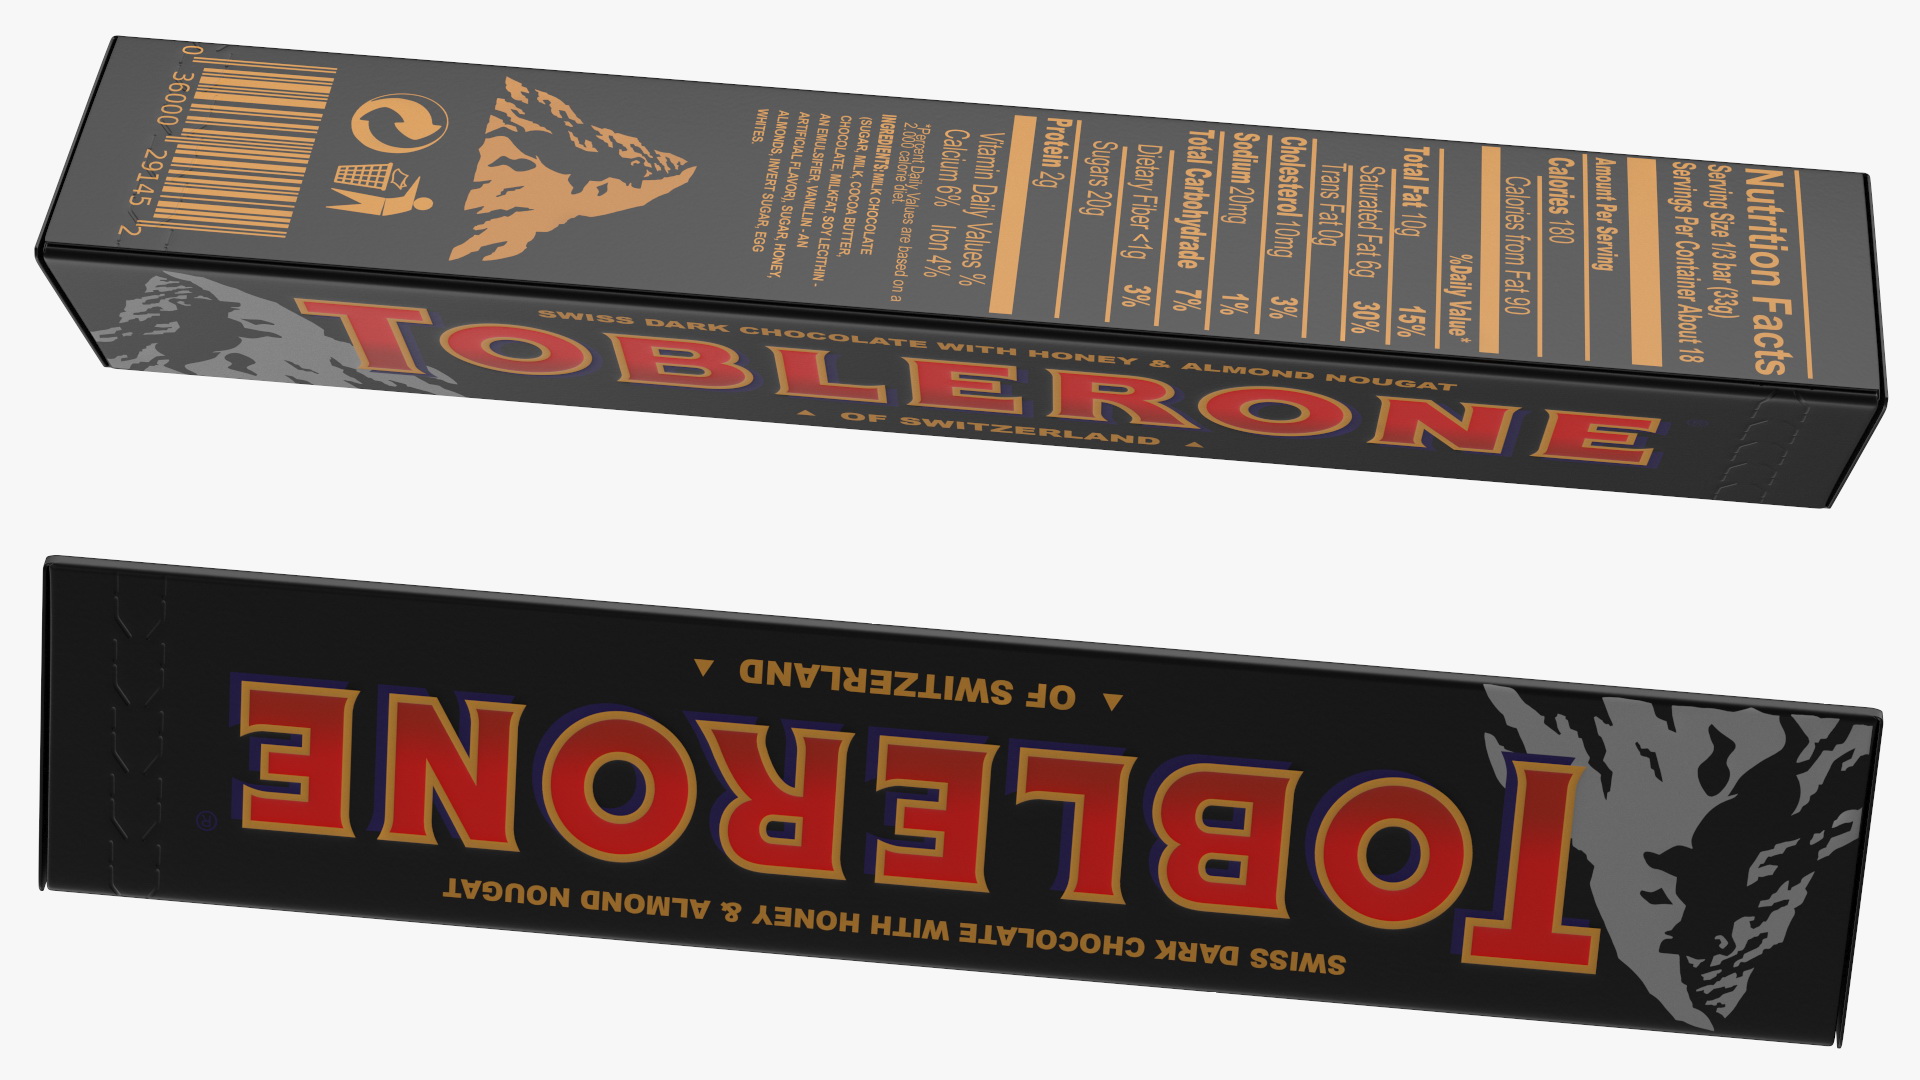 Nutrition Facts
Serving Size 1/3 bar (33g)
Servings Per Container About 18
Amount Per Serving
Calories 180
Calories from Fat 90
%Daily Value*
Total Fat 10g 15%
Saturated Fat 6g 30%
Trans Fat 0g
Cholesterol 10mg 3%
Sodium 20mg 1%
Total Carbohydrade 7%
Dietary Fiber <1g 3%
Sugars 20g
Protein 2g
Vitamin Daily Values %
Calcium 6% Iron 4%
*Percent Daily Values are based on a
2,000 calorie diet.
INGREDIENTS:MILK CHOCOLATE
(SUGAR, MILK, COCOA BUTTER,
CHOCOLATE, MILKFAT, SOY LECITHIN -
AN EMULSIFIER, VANILLIN - AN
ARTIFICIAL FLAVOR), SUGAR, HONEY,
ALMONDS, INVERT SUGAR, EGG
WHITES.
0 36000 29145 2
SWISS DARK CHOCOLATE WITH HONEY & ALMOND NOUGAT
TOBLERONE
OF SWITZERLAND
SWISS DARK CHOCOLATE WITH HONEY & ALMOND NOUGAT
TOBLERONE®
OF SWITZERLAND